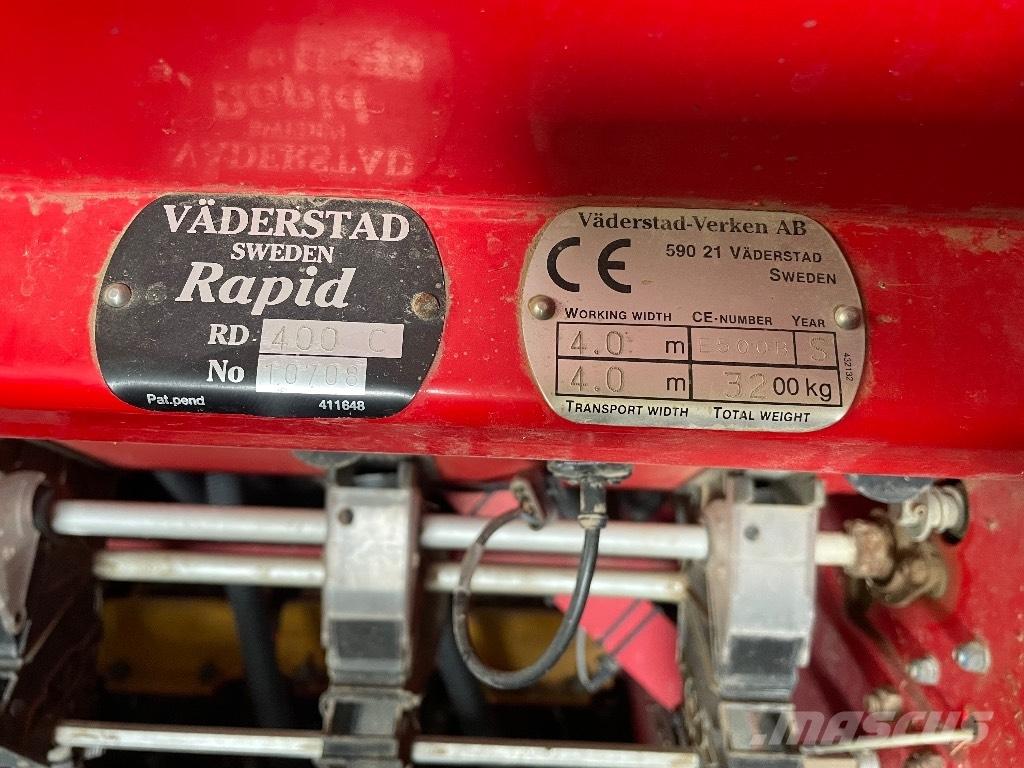 VÄDERSTAD
SWEDEN
Rapid
RD 400 C
No 10708
Pat.pend 411648
Väderstad-Verken AB
CE 590 21 VÄDERSTAD
SWEDEN
WORKING WIDTH CE-NUMBER YEAR
4.0 m S
4.0 m 3200 kg
TRANSPORT WIDTH TOTAL WEIGHT
432132
MASCUS